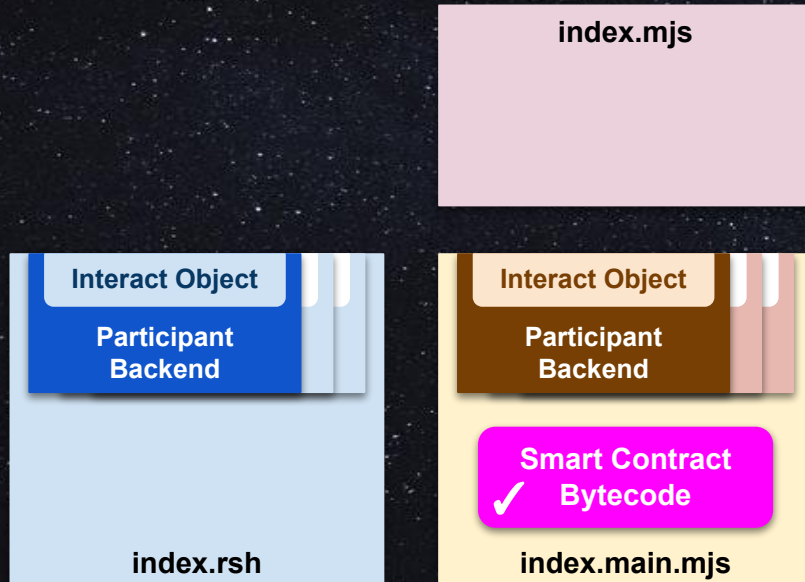 index.mjs
Interact Object
Participant
Backend
index.rsh
Interact Object
Participant
Backend
Smart Contract
✓ Bytecode
index.main.mjs